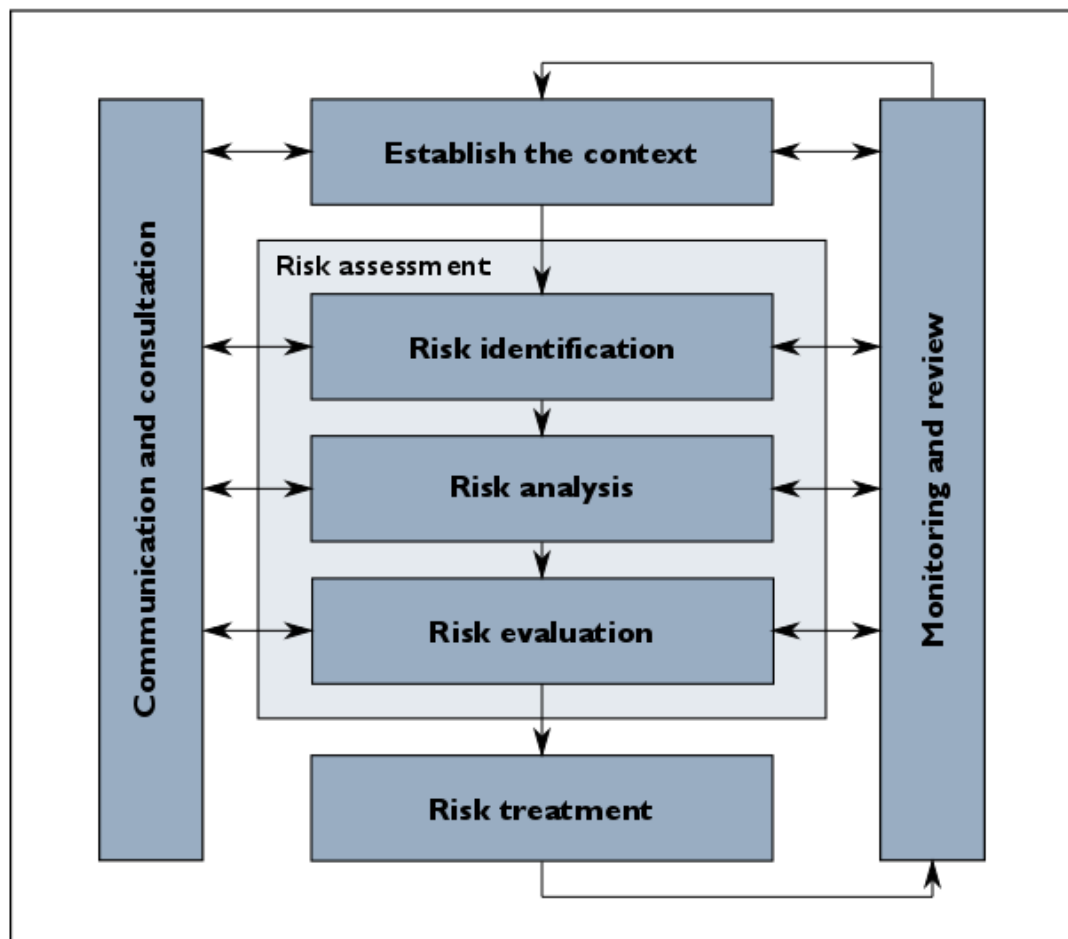 Establish the context
Risk assessment
Risk identification
Risk analysis
Risk evaluation
Risk treatment
Communication and consultation
Monitoring and review